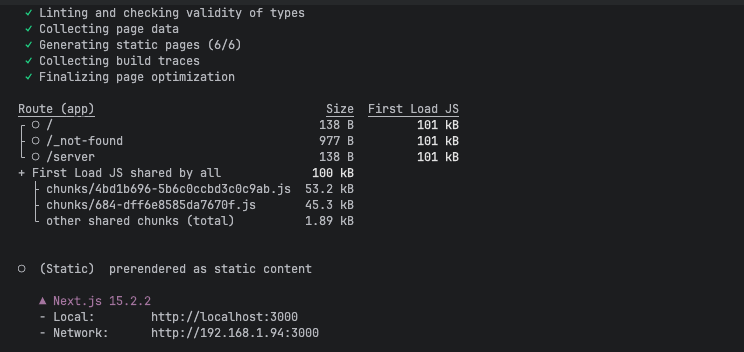 ✓ Linting and checking validity of types
✓ Collecting page data
✓ Generating static pages (6/6)
✓ Collecting build traces
✓ Finalizing page optimization
Route (app) Size First Load JS
┌ ○ / 138 B 101 kB
├ ○ /_not-found 977 B 101 kB
└ ○ /server 138 B 101 kB
+ First Load JS shared by all 100 kB
├ chunks/4bd1b696-5b6c0ccbd3c0c9ab.js 53.2 kB
├ chunks/684-dff6e8585da7670f.js 45.3 kB
└ other shared chunks (total) 1.89 kB
○ (Static) prerendered as static content
▲ Next.js 15.2.2
- Local: http://localhost:3000
- Network: http://192.168.1.94:3000